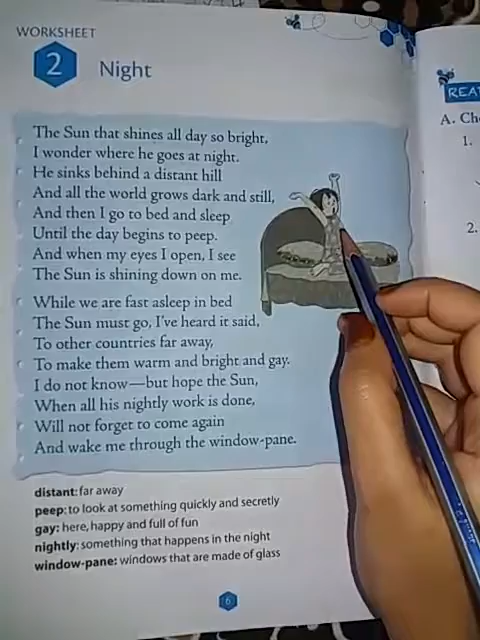 WORKSHEET
2 Night
The Sun that shines all day so bright,
I wonder where he goes at night.
He sinks behind a distant hill
And all the world grows dark and still,
And then I go to bed and sleep
Until the day begins to peep.
And when my eyes I open, I see
The Sun is shining down on me.
While we are fast asleep in bed
The Sun must go, I've heard it said,
To other countries far away,
To make them warm and bright and gay.
I do not know—but hope the Sun,
When all his nightly work is done,
Will not forget to come again
And wake me through the window-pane.
distant: far away
peep: to look at something quickly and secretly
gay: here, happy and full of fun
nightly: something that happens in the night
window-pane: windows that are made of glass
6
A.
1.
2.